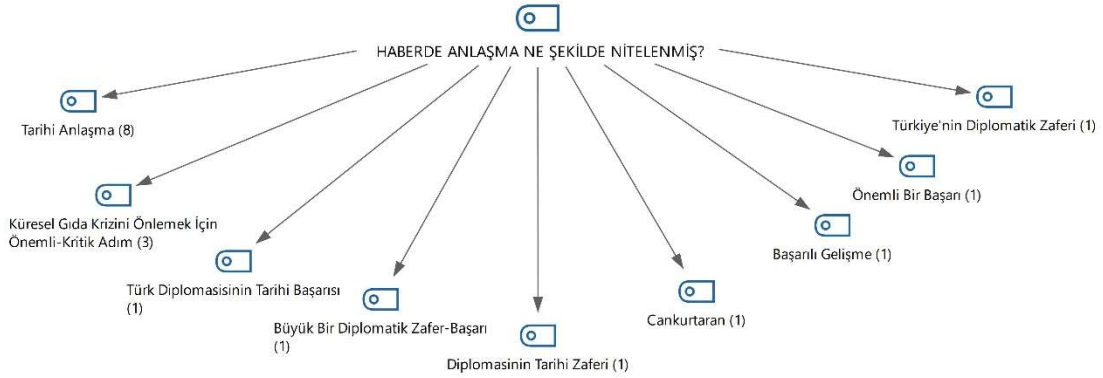 HABERDE ANLAŞMA NE ŞEKİLDE NİTELENMİŞ?
Tarihi Anlaşma (8)
Küresel Gıda Krizini Önlemek İçin
Önemli-Kritik Adım (3)
Türk Diplomasisinin Tarihi Başarısı
(1)
Büyük Bir Diplomatik Zafer-Başarı
(1)
Diplomasinin Tarihi Zaferi (1)
Cankurtaran (1)
Başarılı Gelişme (1)
Önemli Bir Başarı (1)
Türkiye'nin Diplomatik Zaferi (1)